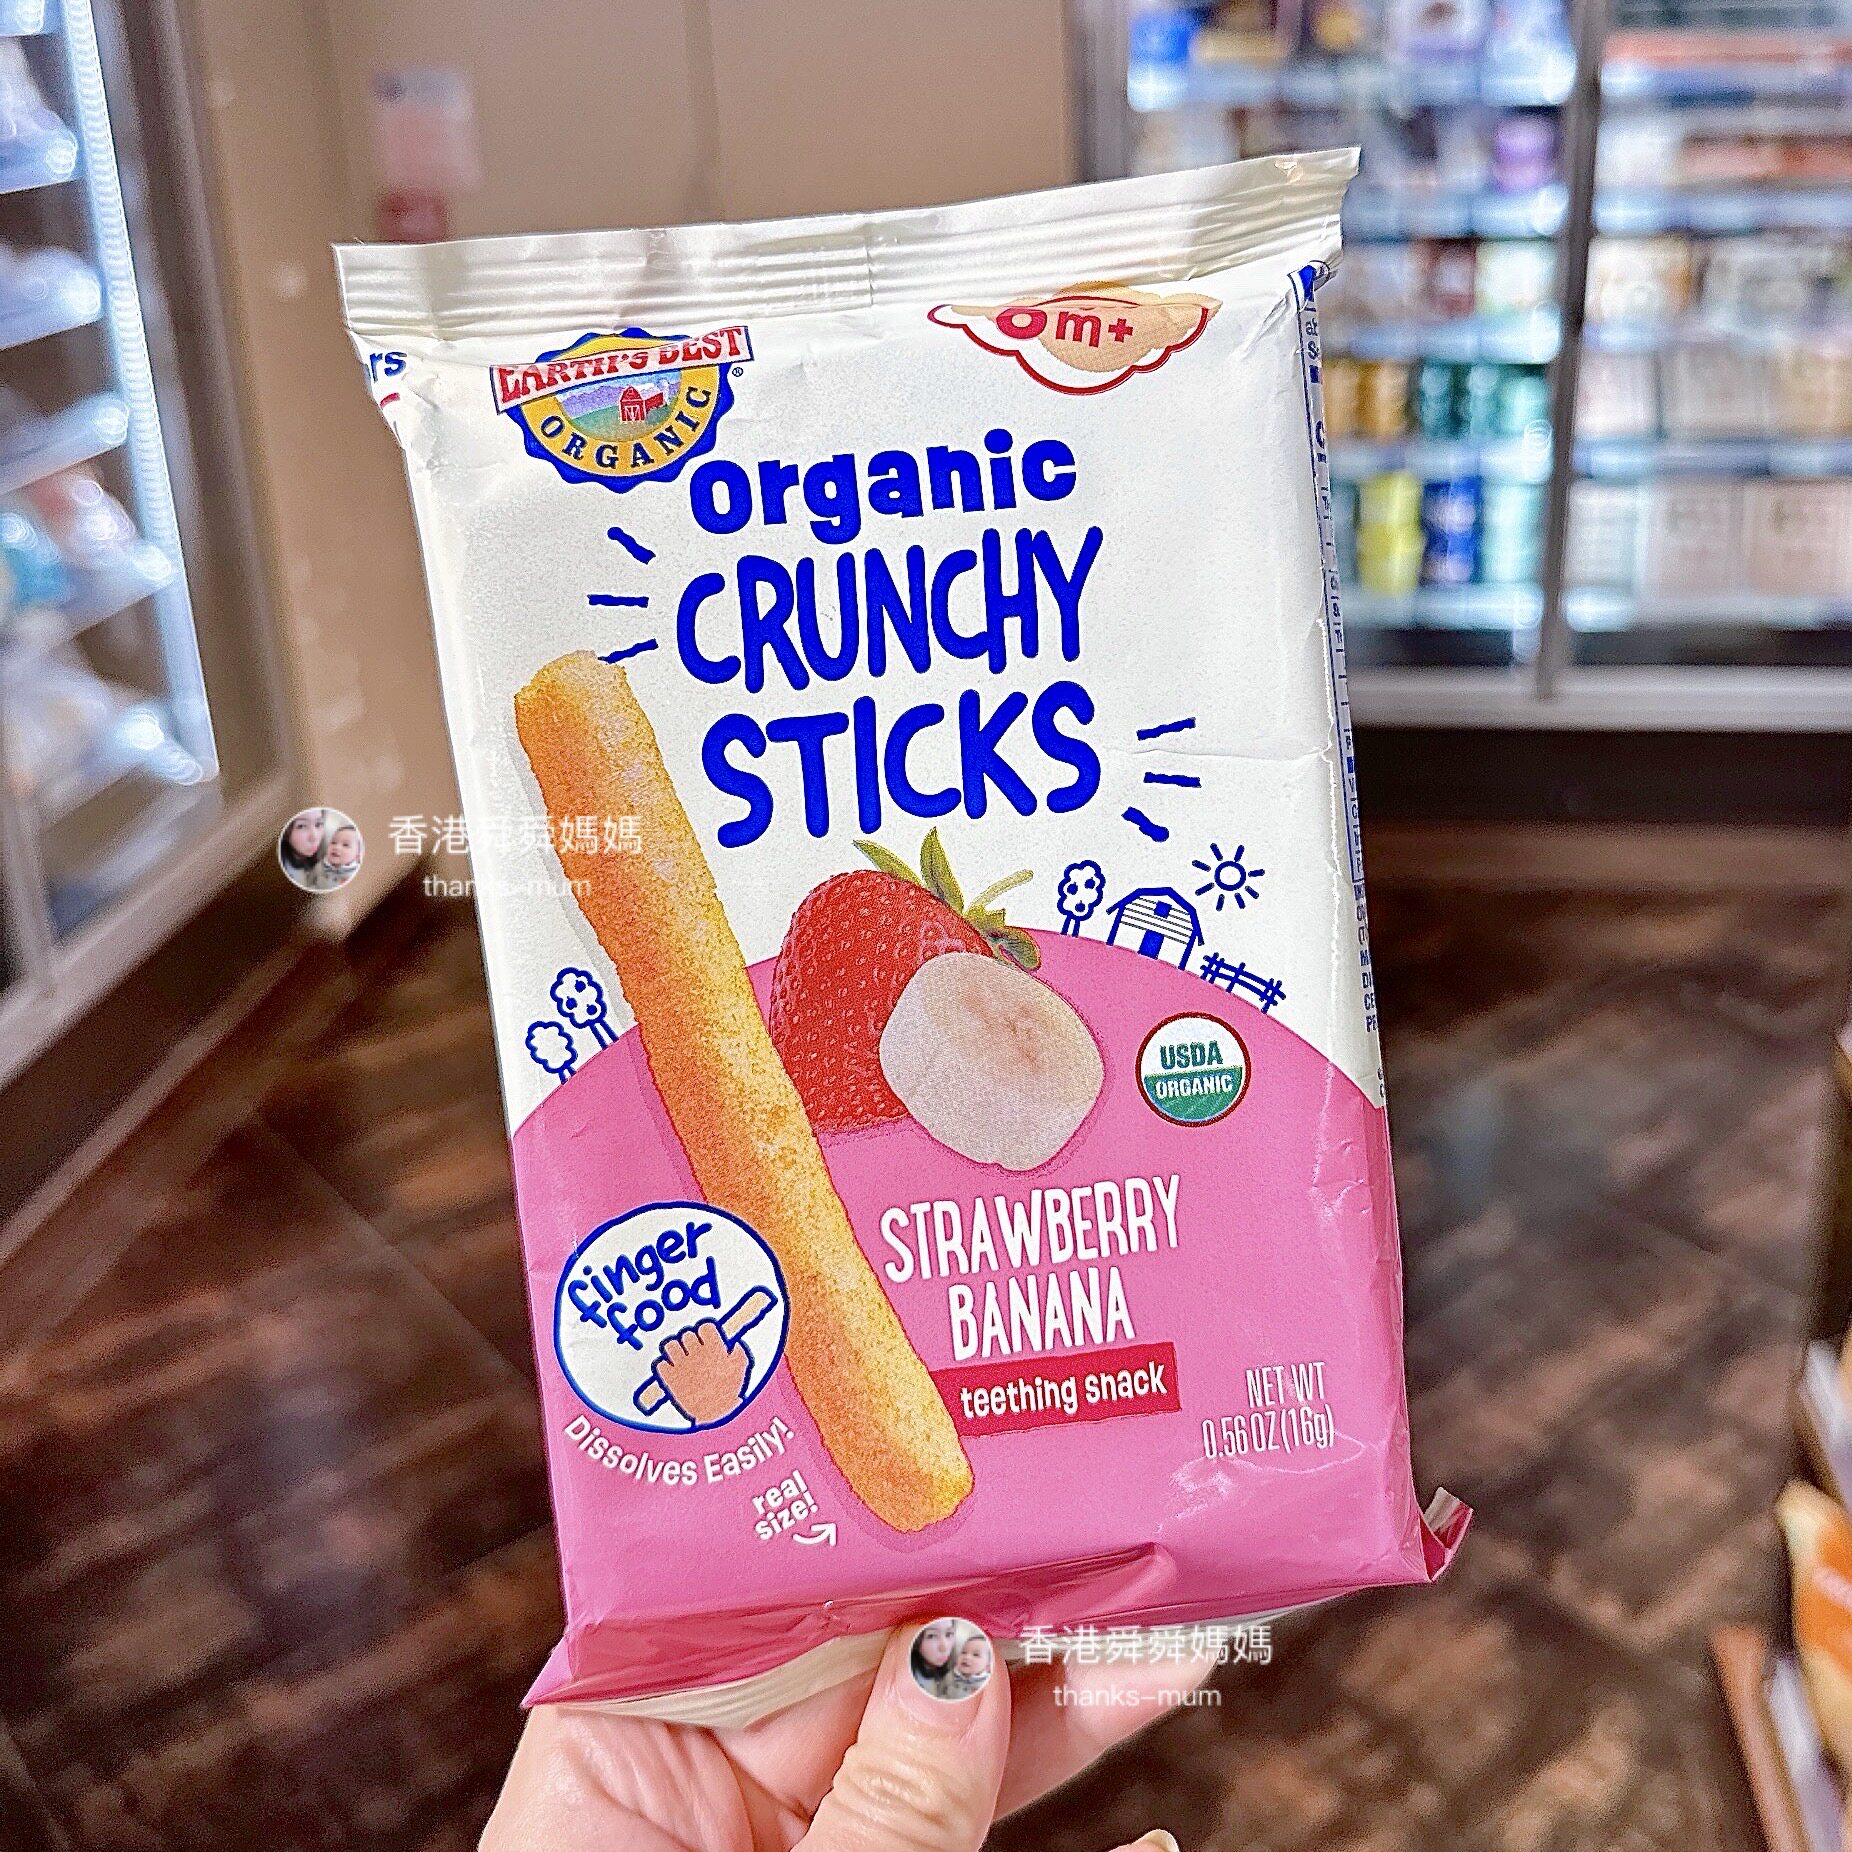 rs
EARTH'S BEST®
ORGANIC
6m+
organic
CRUNCHY
STICKS
香港舜舜媽媽
thanks-mum
USDA
ORGANIC
STRAWBERRY
BANANA
teething snack
finger
food
Dissolves Easily!
real
size!
NET WT
0.56 OZ (16g)
香港舜舜媽媽
thanks-mum